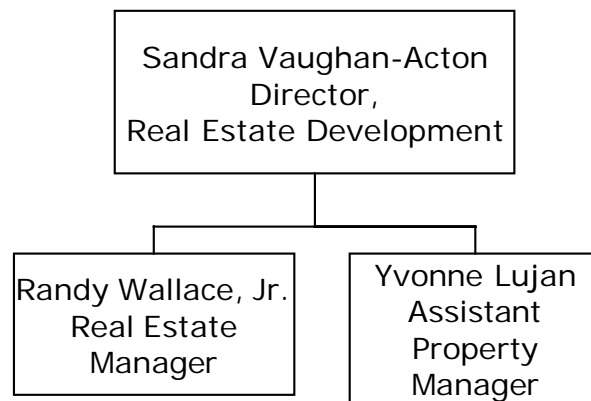 Sandra Vaughan-Acton
Director,
Real Estate Development
Randy Wallace, Jr.
Real Estate
Manager
Yvonne Lujan
Assistant
Property
Manager